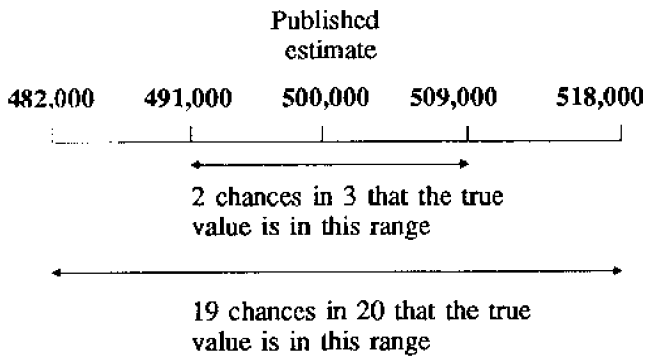 Published
estimate
482,000 491,000 500,000 509,000 518,000
2 chances in 3 that the true
value is in this range
19 chances in 20 that the true
value is in this range